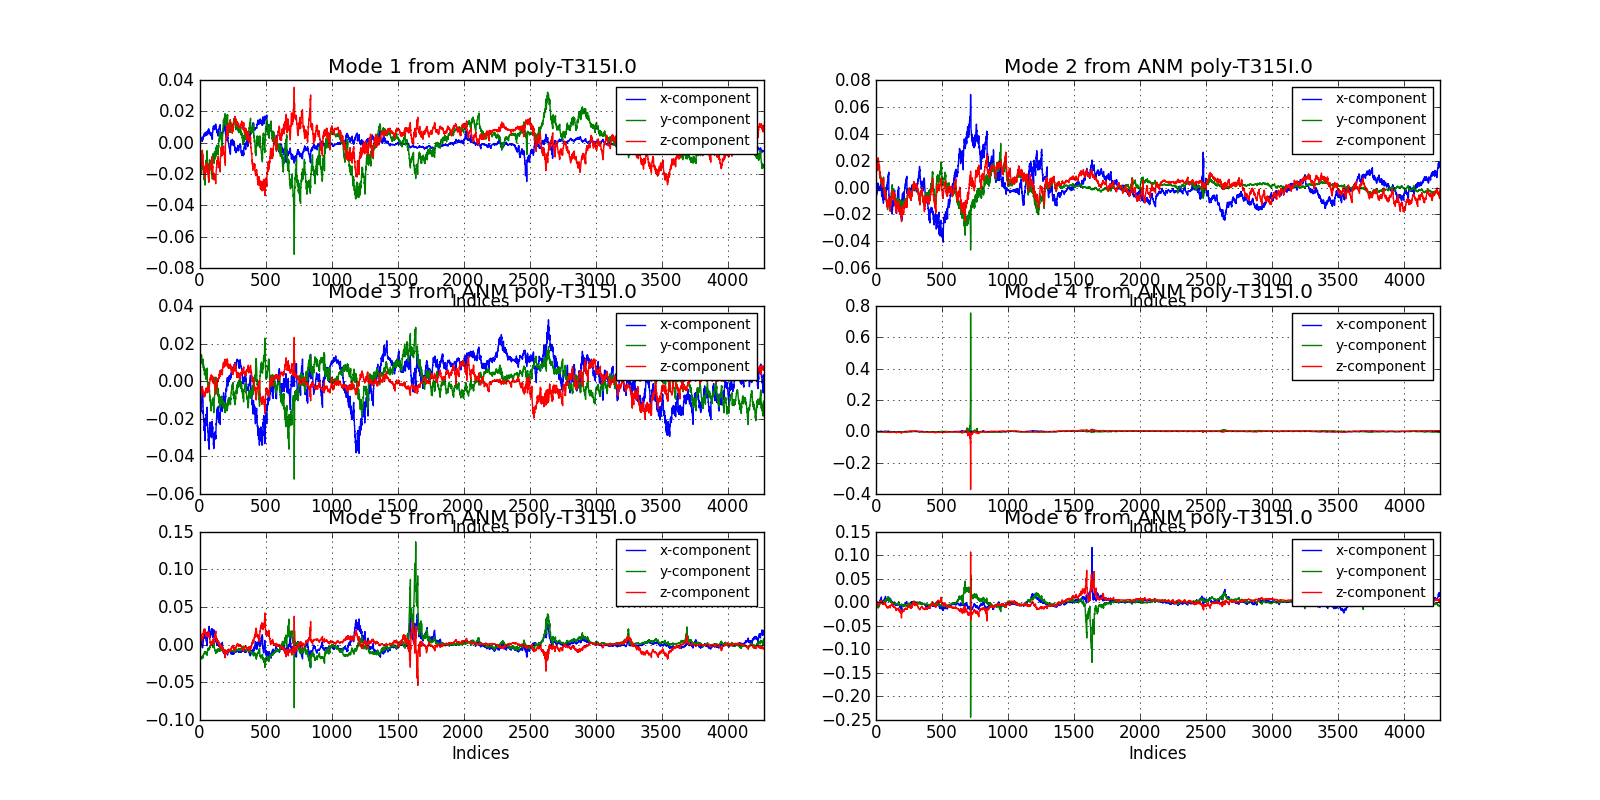 Mode 1 from ANM poly-T315I.0
0.04
0.02
0.00
−0.02
−0.04
−0.06
−0.08
0 500 1000 1500 2000 2500 3000 3500 4000
Indices
x-component
y-component
z-component
Mode 2 from ANM poly-T315I.0
0.08
0.06
0.04
0.02
0.00
−0.02
−0.04
−0.06
0 500 1000 1500 2000 2500 3000 3500 4000
Indices
x-component
y-component
z-component
Mode 3 from ANM poly-T315I.0
0.04
0.02
0.00
−0.02
−0.04
−0.06
0 500 1000 1500 2000 2500 3000 3500 4000
Indices
x-component
y-component
z-component
Mode 4 from ANM poly-T315I.0
0.8
0.6
0.4
0.2
0.0
−0.2
−0.4
0 500 1000 1500 2000 2500 3000 3500 4000
Indices
x-component
y-component
z-component
Mode 5 from ANM poly-T315I.0
0.15
0.10
0.05
0.00
−0.05
−0.10
0 500 1000 1500 2000 2500 3000 3500 4000
Indices
x-component
y-component
z-component
Mode 6 from ANM poly-T315I.0
0.15
0.10
0.05
0.00
−0.05
−0.10
−0.15
−0.20
−0.25
0 500 1000 1500 2000 2500 3000 3500 4000
Indices
x-component
y-component
z-component